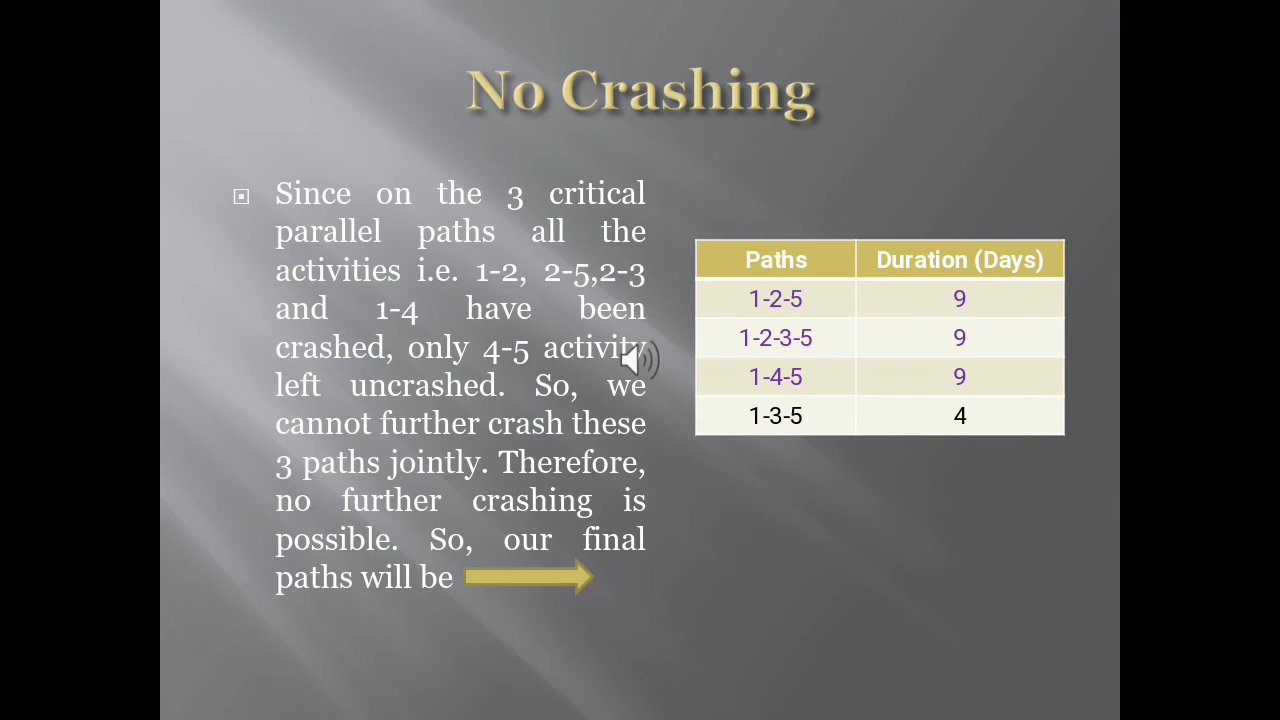 No Crashing
Since on the 3 critical
parallel paths all the
activities i.e. 1-2, 2-5,2-3
and 1-4 have been
crashed, only 4-5 activity
left uncrashed. So, we
cannot further crash these
3 paths jointly. Therefore,
no further crashing is
possible. So, our final
paths will be
Paths Duration (Days)
1-2-5 9
1-2-3-5 9
1-4-5 9
1-3-5 4